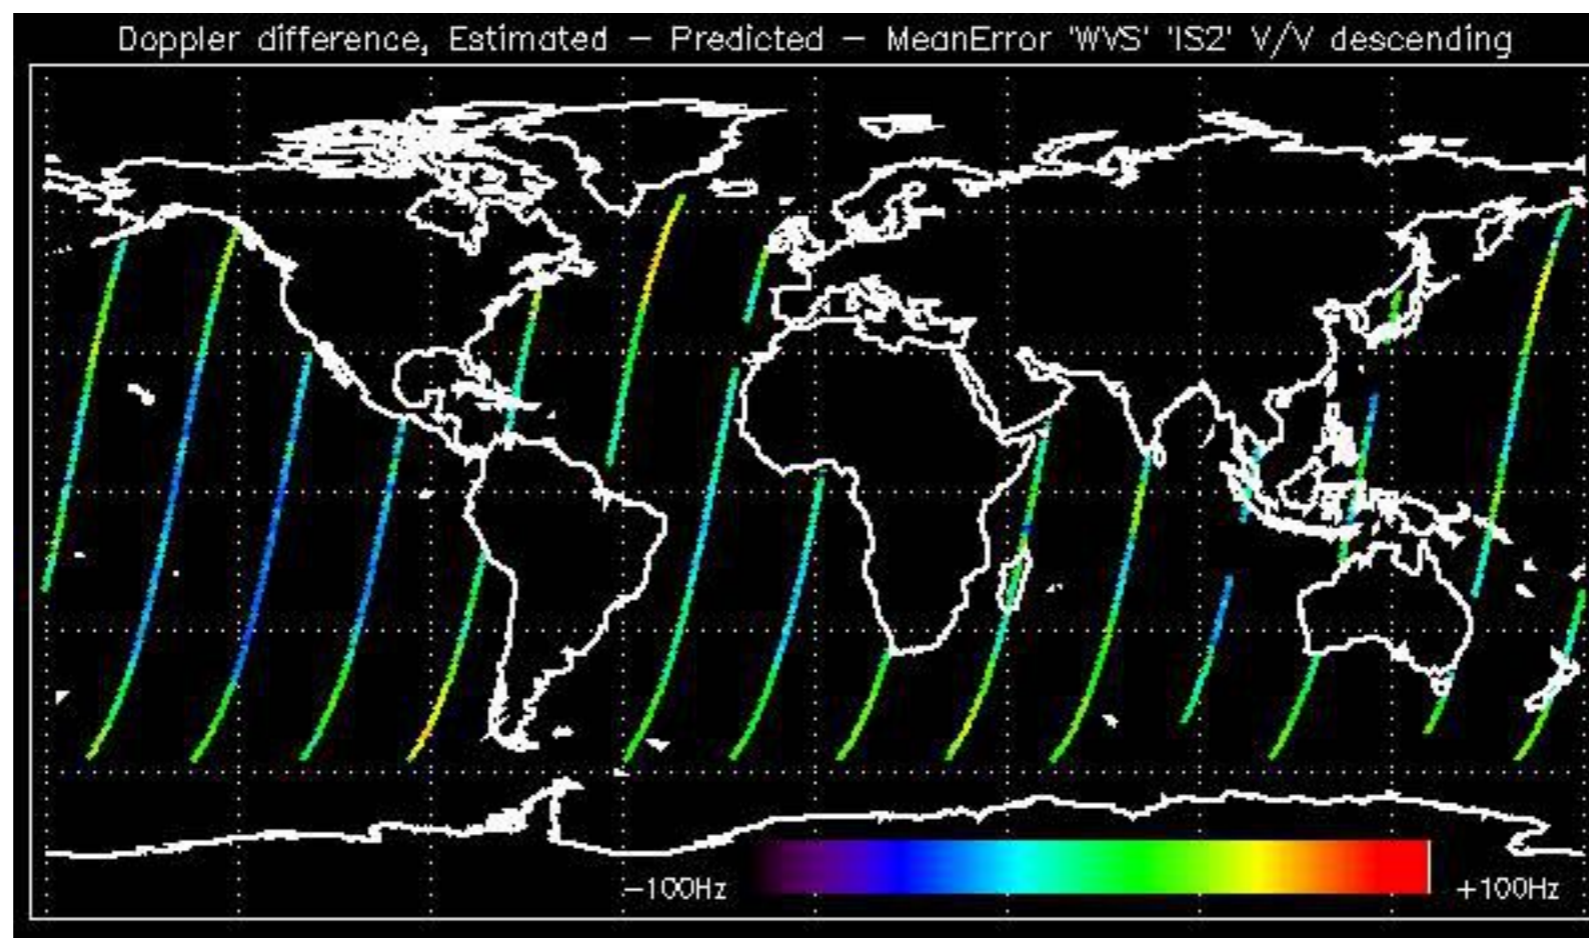 Doppler difference, Estimated – Predicted – MeanError 'WVS' 'IS2' V/V descending
–100Hz +100Hz